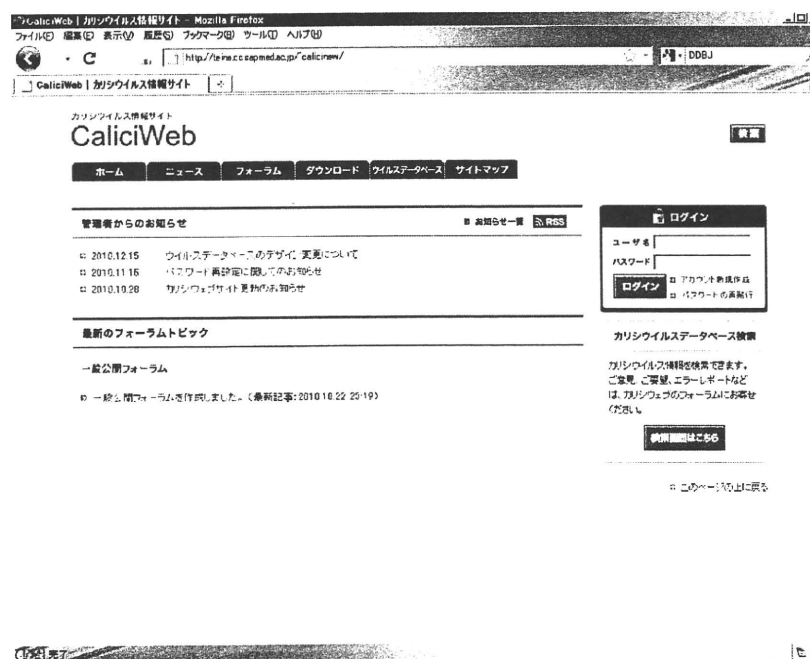 CaliciWeb | カリシウイルス情報サイト - Mozilla Firefox
ファイル(F) 編集(E) 表示(V) 履歴(S) ブックマーク(B) ツール(T) ヘルプ(H)
DDBJ
CaliciWeb | カリシウイルス情報サイト
カリシウイルス情報サイト
CaliciWeb
検索
ホーム ニュース フォーラム ダウンロード ウイルスデータベース サイトマップ
管理者からのお知らせ
お知らせ一覧 RSS
2010.12.15 ウイルスデータベースのデザイン変更について
2010.11.16 パスワード再設定に関してのお知らせ
2010.10.28 カリシウェブサイト更新のお知らせ
最新のフォーラムトピック
一般公開フォーラム
一般公開フォーラムを作成しました。(最新記事:2010.10.22 23:19)
ログイン
ユーザ名
パスワード
ログイン
アカウント新規作成
パスワードの再発行
カリシウイルスデータベース検索
カリシウイルス情報を検索できます。
ご意見、ご要望、エラーレポートなど
は、カリシウェブのフォーラムにお寄せ
ください。
検索画面はこちら
このページの上に戻る
完了